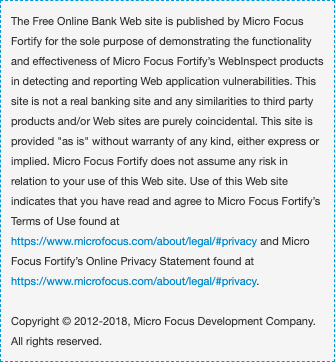 The Free Online Bank Web site is published by Micro Focus
Fortify for the sole purpose of demonstrating the functionality
and effectiveness of Micro Focus Fortify's WebInspect products
in detecting and reporting Web application vulnerabilities. This
site is not a real banking site and any similarities to third party
products and/or Web sites are purely coincidental. This site is
provided "as is" without warranty of any kind, either express or
implied. Micro Focus Fortify does not assume any risk in
relation to your use of this Web site. Use of this Web site
indicates that you have read and agree to Micro Focus Fortify's
Terms of Use found at
https://www.microfocus.com/about/legal/#privacy and Micro
Focus Fortify's Online Privacy Statement found at
https://www.microfocus.com/about/legal/#privacy.
Copyright © 2012-2018, Micro Focus Development Company.
All rights reserved.